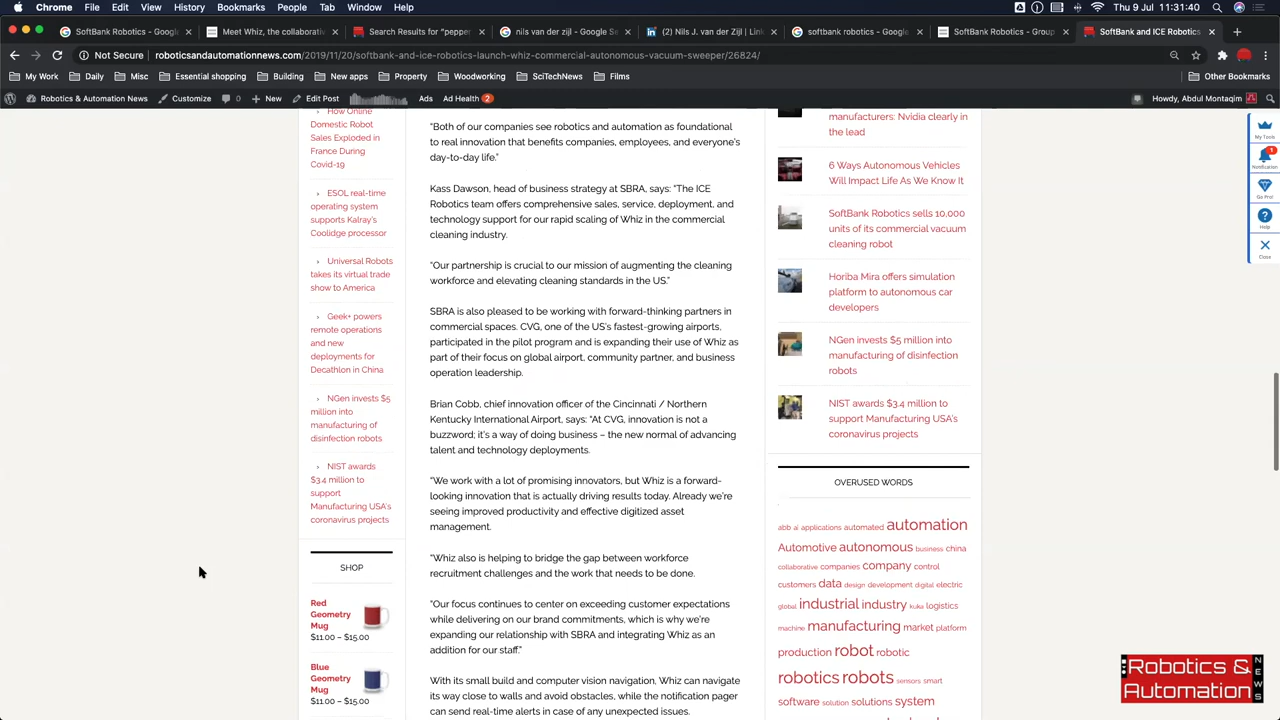 Chrome File Edit View History Bookmarks People Tab Window Help Thu 9 Jul 11:31:40
SoftBank Robotics - Google
Meet Whiz, the collaborati
Search Results for "pepper
nils van der zijl - Google Se
(2) Nils J. van der Zijl | Link
softbank robotics - Google
SoftBank Robotics - Group
SoftBank and ICE Robotics
Not Secure roboticsandautomationnews.com/2019/11/20/softbank-and-ice-robotics-launch-whiz-commercial-autonomous-vacuum-sweeper/26824/
My Work Daily Misc Essential shopping Building New apps Property Woodworking SciTechNews Films Other Bookmarks
Robotics & Automation News Customize 0 New Edit Post Ads Ad Health 2 Howdy, Abdul Montaqim
How Online
Domestic Robot
Sales Exploded in
France During
Covid-19
ESOL real-time
operating system
supports Kalray's
Coolidge processor
Universal Robots
takes its virtual trade
show to America
Geek+ powers
remote operations
and new
deployments for
Decathlon in China
NGen invests $5
million into
manufacturing of
disinfection robots
NIST awards
$3.4 million to
support
Manufacturing USA's
coronavirus projects
SHOP
Red
Geometry
Mug
$11.00 – $15.00
Blue
Geometry
Mug
$11.00 – $15.00
"Both of our companies see robotics and automation as foundational
to real innovation that benefits companies, employees, and everyone's
day-to-day life."
Kass Dawson, head of business strategy at SBRA, says: "The ICE
Robotics team offers comprehensive sales, service, deployment, and
technology support for our rapid scaling of Whiz in the commercial
cleaning industry.
"Our partnership is crucial to our mission of augmenting the cleaning
workforce and elevating cleaning standards in the US."
SBRA is also pleased to be working with forward-thinking partners in
commercial spaces. CVG, one of the US's fastest-growing airports,
participated in the pilot program and is expanding their use of Whiz as
part of their focus on global airport, community partner, and business
operation leadership.
Brian Cobb, chief innovation officer of the Cincinnati / Northern
Kentucky International Airport, says: "At CVG, innovation is not a
buzzword; it's a way of doing business – the new normal of advancing
talent and technology deployments.
"We work with a lot of promising innovators, but Whiz is a forward-
looking innovation that is actually driving results today. Already we're
seeing improved productivity and effective digitized asset
management.
"Whiz also is helping to bridge the gap between workforce
recruitment challenges and the work that needs to be done.
"Our focus continues to center on exceeding customer expectations
while delivering on our brand commitments, which is why we're
expanding our relationship with SBRA and integrating Whiz as an
addition for our staff."
With its small build and computer vision navigation, Whiz can navigate
its way close to walls and avoid obstacles, while the notification pager
can send real-time alerts in case of any unexpected issues.
manufacturers: Nvidia clearly in
the lead
6 Ways Autonomous Vehicles
Will Impact Life As We Know It
SoftBank Robotics sells 10,000
units of its commercial vacuum
cleaning robot
Horiba Mira offers simulation
platform to autonomous car
developers
NGen invests $5 million into
manufacturing of disinfection
robots
NIST awards $3.4 million to
support Manufacturing USA's
coronavirus projects
OVERUSED WORDS
abb ai applications automated automation
Automotive autonomous business china
collaborative companies company control
customers data design development digital electric
global industrial industry kuka logistics
machine manufacturing market platform
production robot robotic
robotics robots sensors smart
software solution solutions system
My Tools
1
Notification
Go Pro!
Help
Close
Robotics &
Automation
NEWS